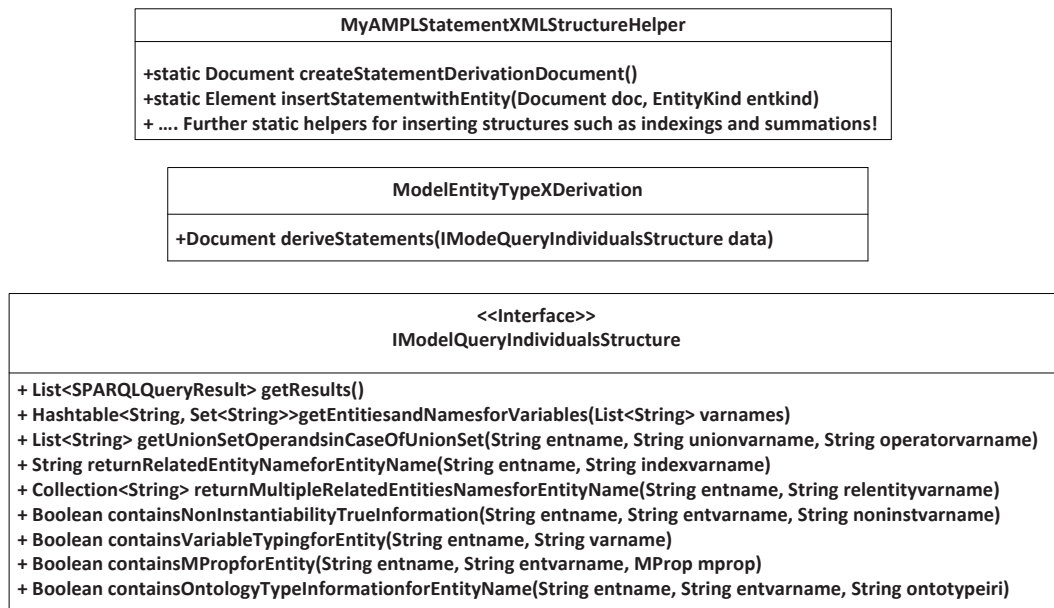 MyAMPLStatementXMLStructureHelper
+static Document createStatementDerivationDocument()
+static Element insertStatementwithEntity(Document doc, EntityKind entkind)
+ .... Further static helpers for inserting structures such as indexings and summations!
ModelEntityTypeXDerivation
+Document deriveStatements(IModeQueryIndividualsStructure data)
<<Interface>>
IModelQueryIndividualsStructure
+ List<SPARQLQueryResult> getResults()
+ Hashtable<String, Set<String>>getEntitiesandNamesforVariables(List<String> varnames)
+ List<String> getUnionSetOperandsinCaseOfUnionSet(String entname, String unionvarname, String operatorvarname)
+ String returnRelatedEntityNameforEntityName(String entname, String indexvarname)
+ Collection<String> returnMultipleRelatedEntitiesNamesforEntityName(String entname, String relentityvarname)
+ Boolean containsNonInstantiabilityTrueInformation(String entname, String entvarname, String noninstvarname)
+ Boolean containsVariableTypingforEntity(String entname, String varname)
+ Boolean containsMPropforEntity(String entname, String entvarname, MProp mprop)
+ Boolean containsOntologyTypeInformationforEntityName(String entname, String entvarname, String ontotypeiri)